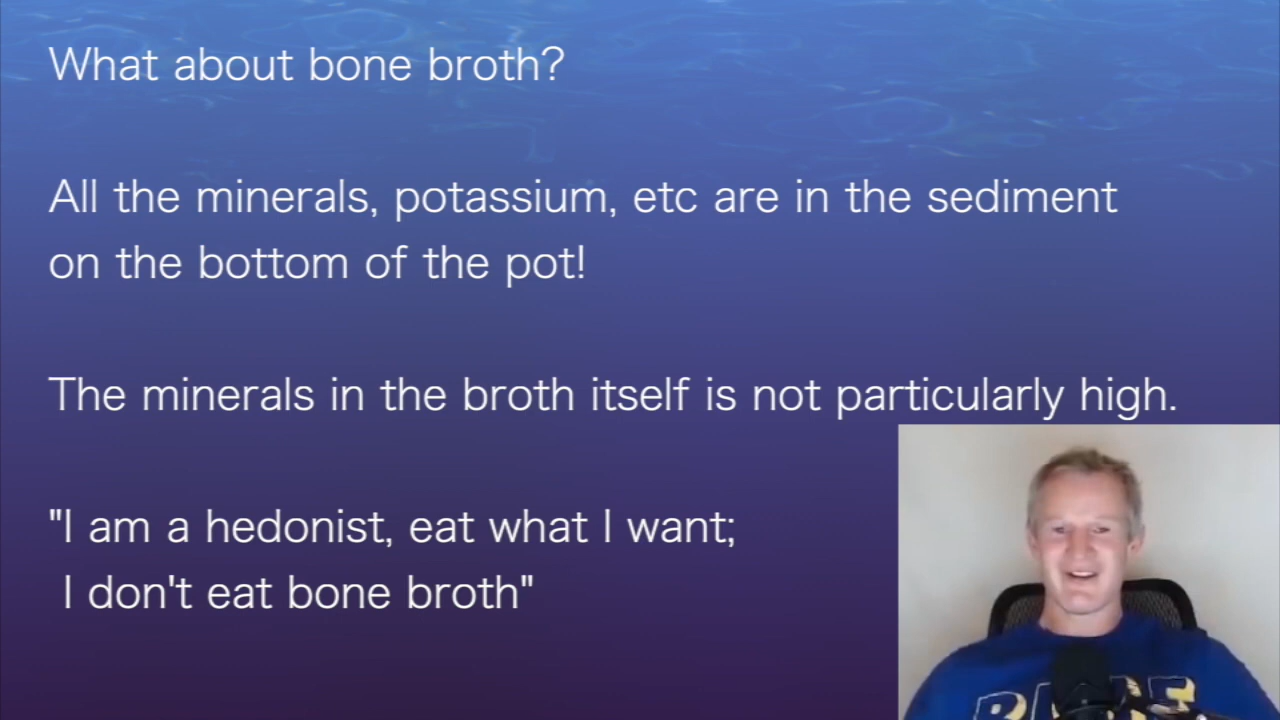 What about bone broth?
All the minerals, potassium, etc are in the sediment
on the bottom of the pot!
The minerals in the broth itself is not particularly high.
"I am a hedonist, eat what I want;
I don't eat bone broth"